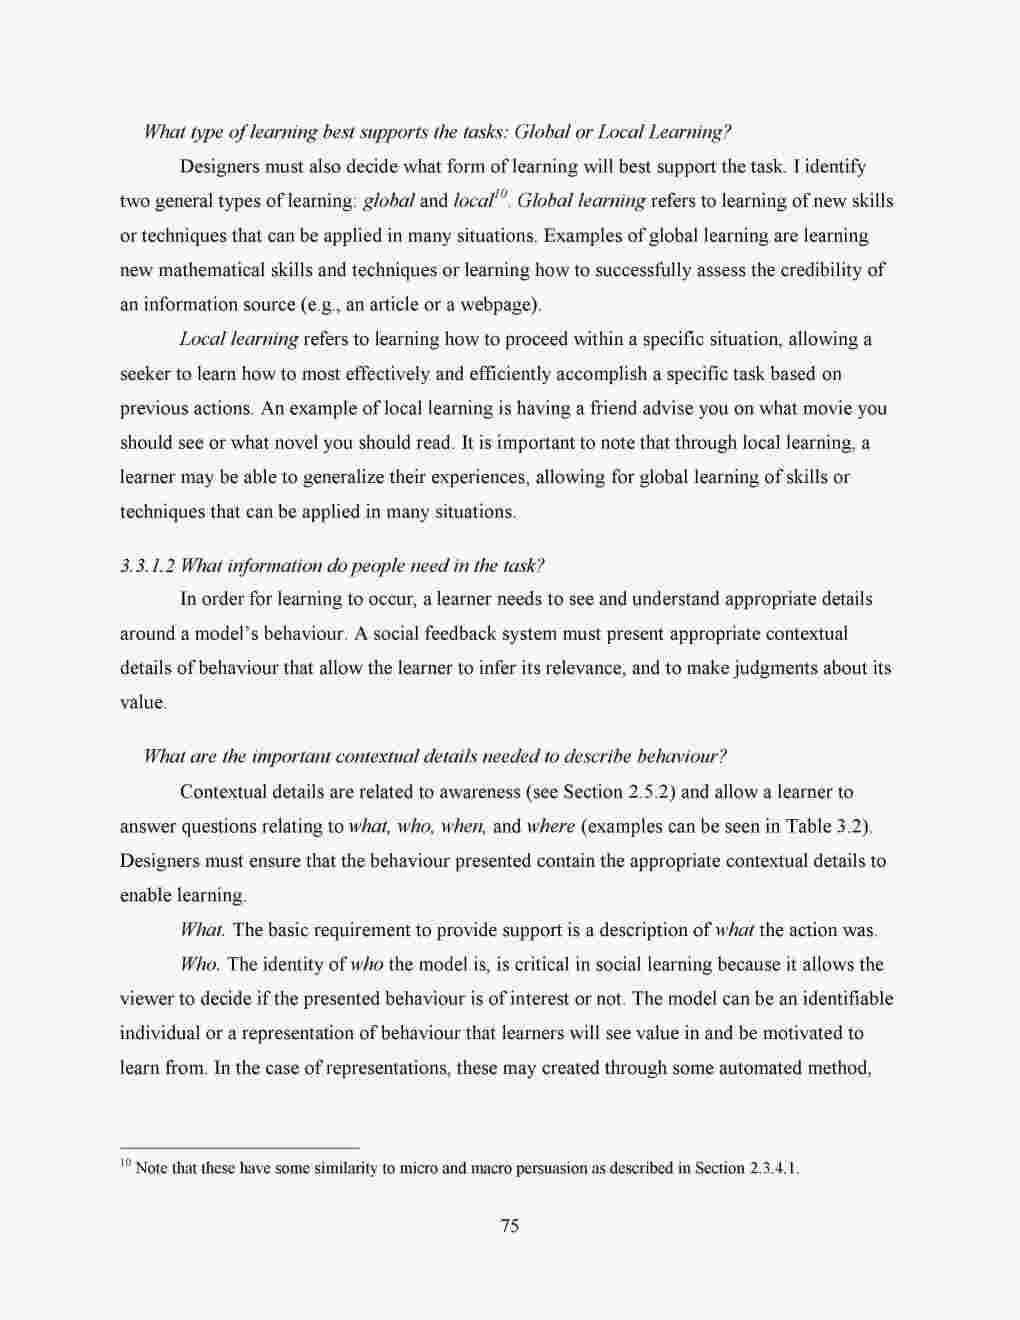 What type of learning best supports the tasks: Global or Local Learning?
Designers must also decide what form of learning will best support the task. I identify
two general types of learning: global and local10. Global learning refers to learning of new skills
or techniques that can be applied in many situations. Examples of global learning are learning
new mathematical skills and techniques or learning how to successfully assess the credibility of
an information source (e.g., an article or a webpage).
Local learning refers to learning how to proceed within a specific situation, allowing a
seeker to learn how to most effectively and efficiently accomplish a specific task based on
previous actions. An example of local learning is having a friend advise you on what movie you
should see or what novel you should read. It is important to note that through local learning, a
learner may be able to generalize their experiences, allowing for global learning of skills or
techniques that can be applied in many situations.
3.3.1.2 What information do people need in the task?
In order for learning to occur, a learner needs to see and understand appropriate details
around a model's behaviour. A social feedback system must present appropriate contextual
details of behaviour that allow the learner to infer its relevance, and to make judgments about its
value.
What are the important contextual details needed to describe behaviour?
Contextual details are related to awareness (see Section 2.5.2) and allow a learner to
answer questions relating to what, who, when, and where (examples can be seen in Table 3.2).
Designers must ensure that the behaviour presented contain the appropriate contextual details to
enable learning.
What. The basic requirement to provide support is a description of what the action was.
Who. The identity of who the model is, is critical in social learning because it allows the
viewer to decide if the presented behaviour is of interest or not. The model can be an identifiable
individual or a representation of behaviour that learners will see value in and be motivated to
learn from. In the case of representations, these may created through some automated method,
10 Note that these have some similarity to micro and macro persuasion as described in Section 2.3.4.1.
75